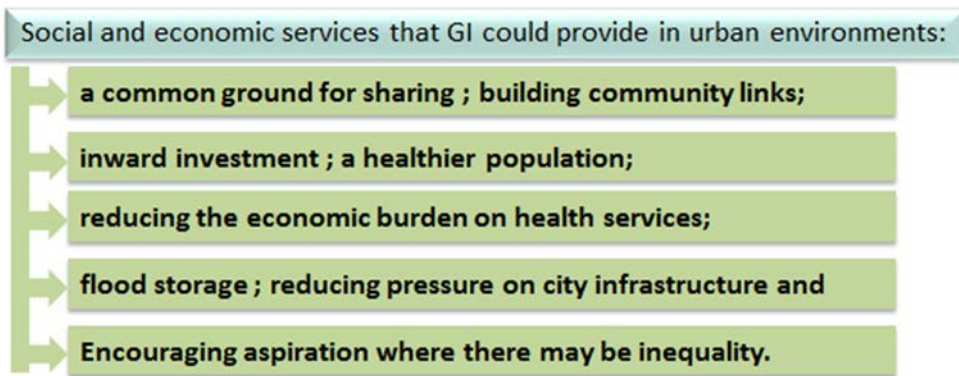 Social and economic services that GI could provide in urban environments:
a common ground for sharing ; building community links;
inward investment ; a healthier population;
reducing the economic burden on health services;
flood storage ; reducing pressure on city infrastructure and
Encouraging aspiration where there may be inequality.